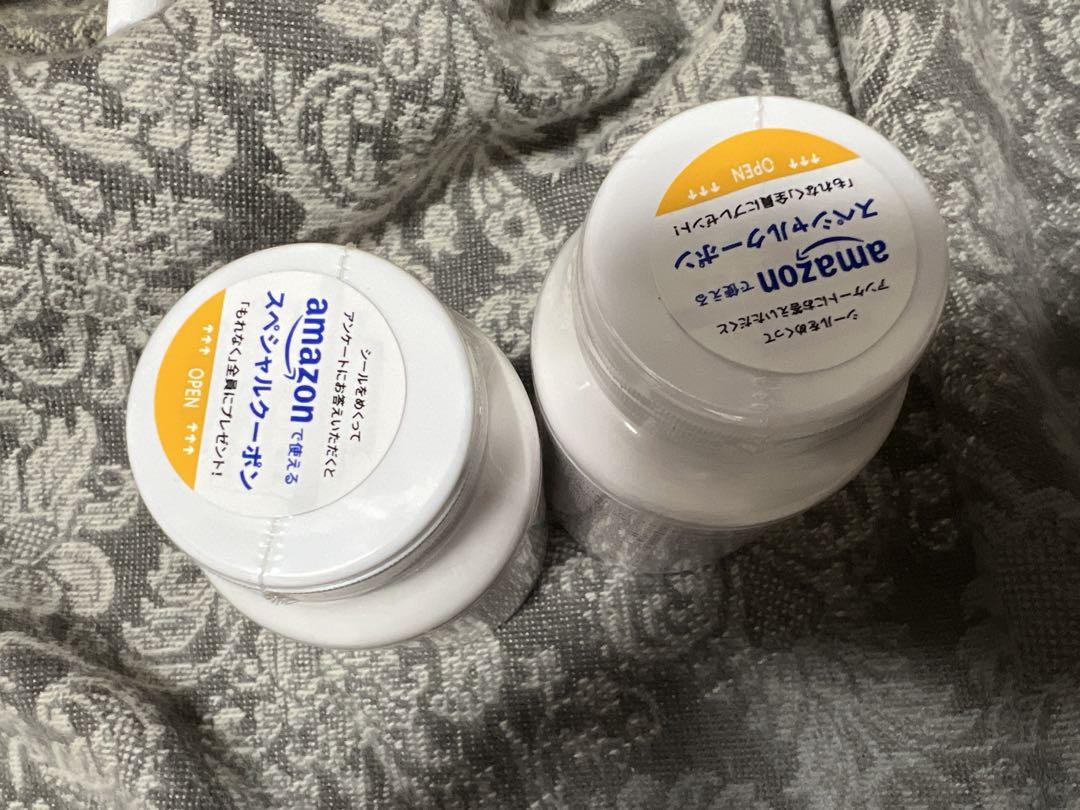 シールをめくって
アンケートにお答えいただくと
amazonで使える
スペシャルクーポン
「もれなく」全員にプレゼント!
↑↑↑ OPEN ↑↑↑
シールをめくって
アンケートにお答えいただくと
amazonで使える
スペシャルクーポン
「もれなく」全員にプレゼント!
↑↑↑ OPEN ↑↑↑